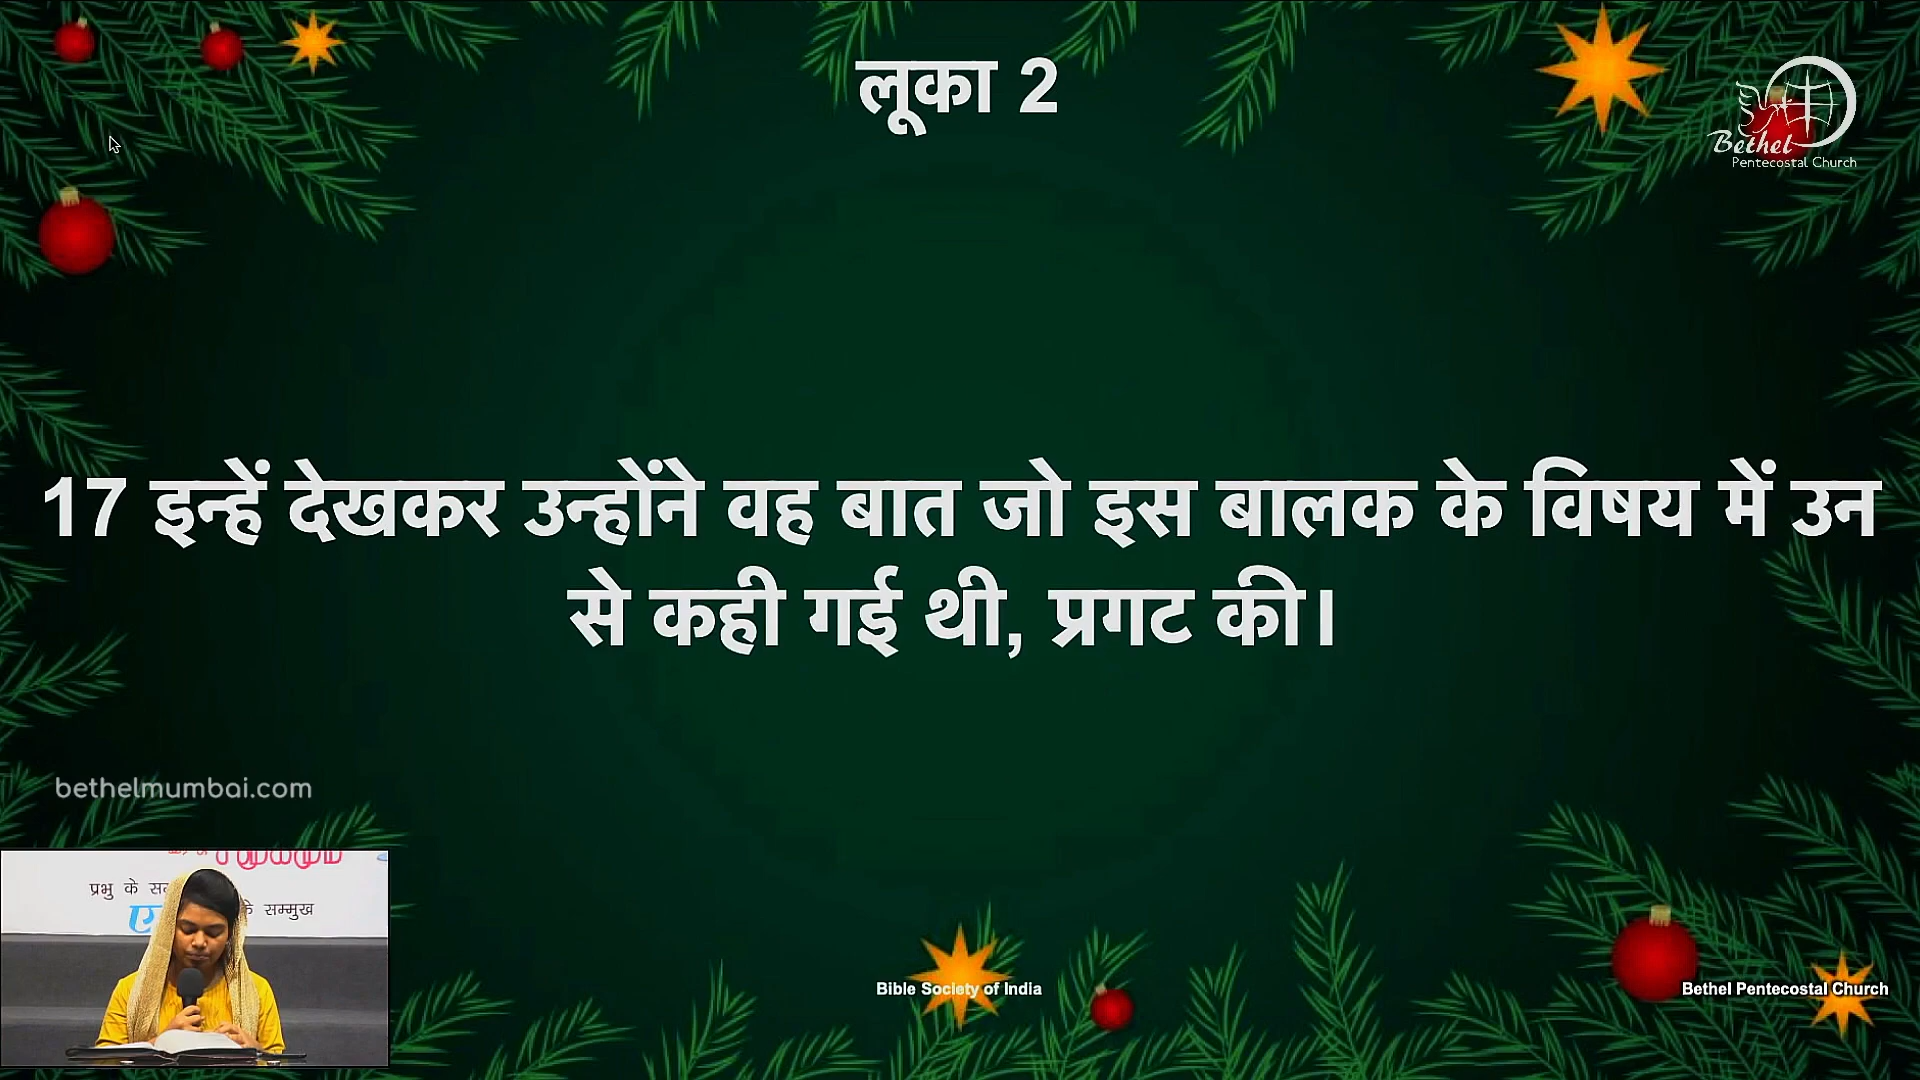 लूका 2
Bethel
Pentecostal Church
17 इन्हें देखकर उन्होंने वह बात जो इस बालक के विषय में उन
से कही गई थी, प्रगट की।
bethelmumbai.com
प्रभु के
के सम्मुख
Bible Society of India
Bethel Pentecostal Church